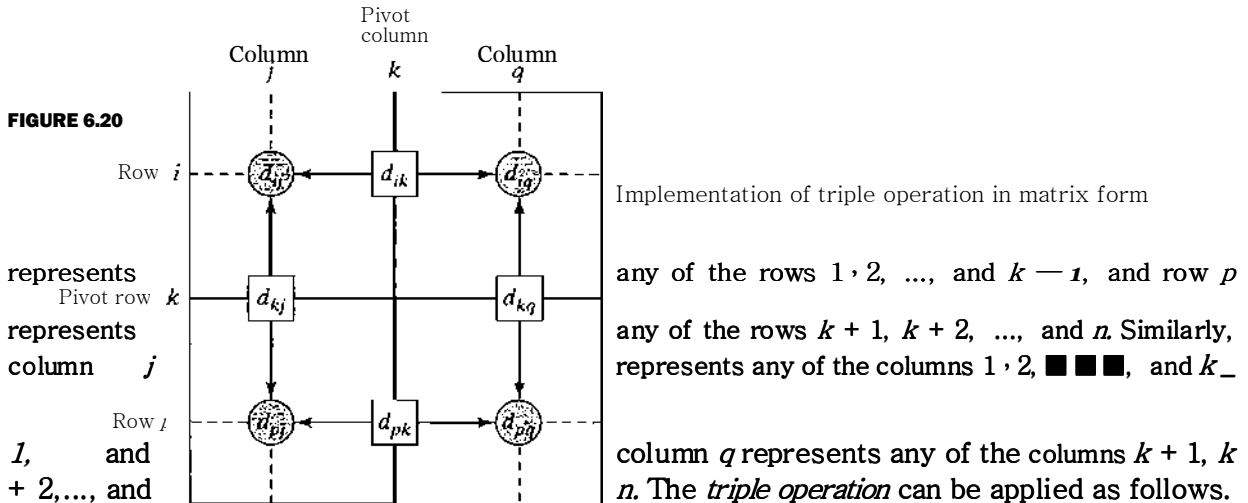 Pivot
column
Column Column
j k q
FIGURE 6.20
Row i d_ij d_ik d_iq
Implementation of triple operation in matrix form
represents any of the rows 1, 2, ..., and k — 1, and row p
Pivot row k d_kj d_kq
represents any of the rows k + 1, k + 2, ..., and n. Similarly,
column j represents any of the columns 1, 2, ■ ■ ■, and k_
Row d_pj d_pk d_pq
1, and column q represents any of the columns k + 1, k
+ 2,..., and n. The triple operation can be applied as follows.